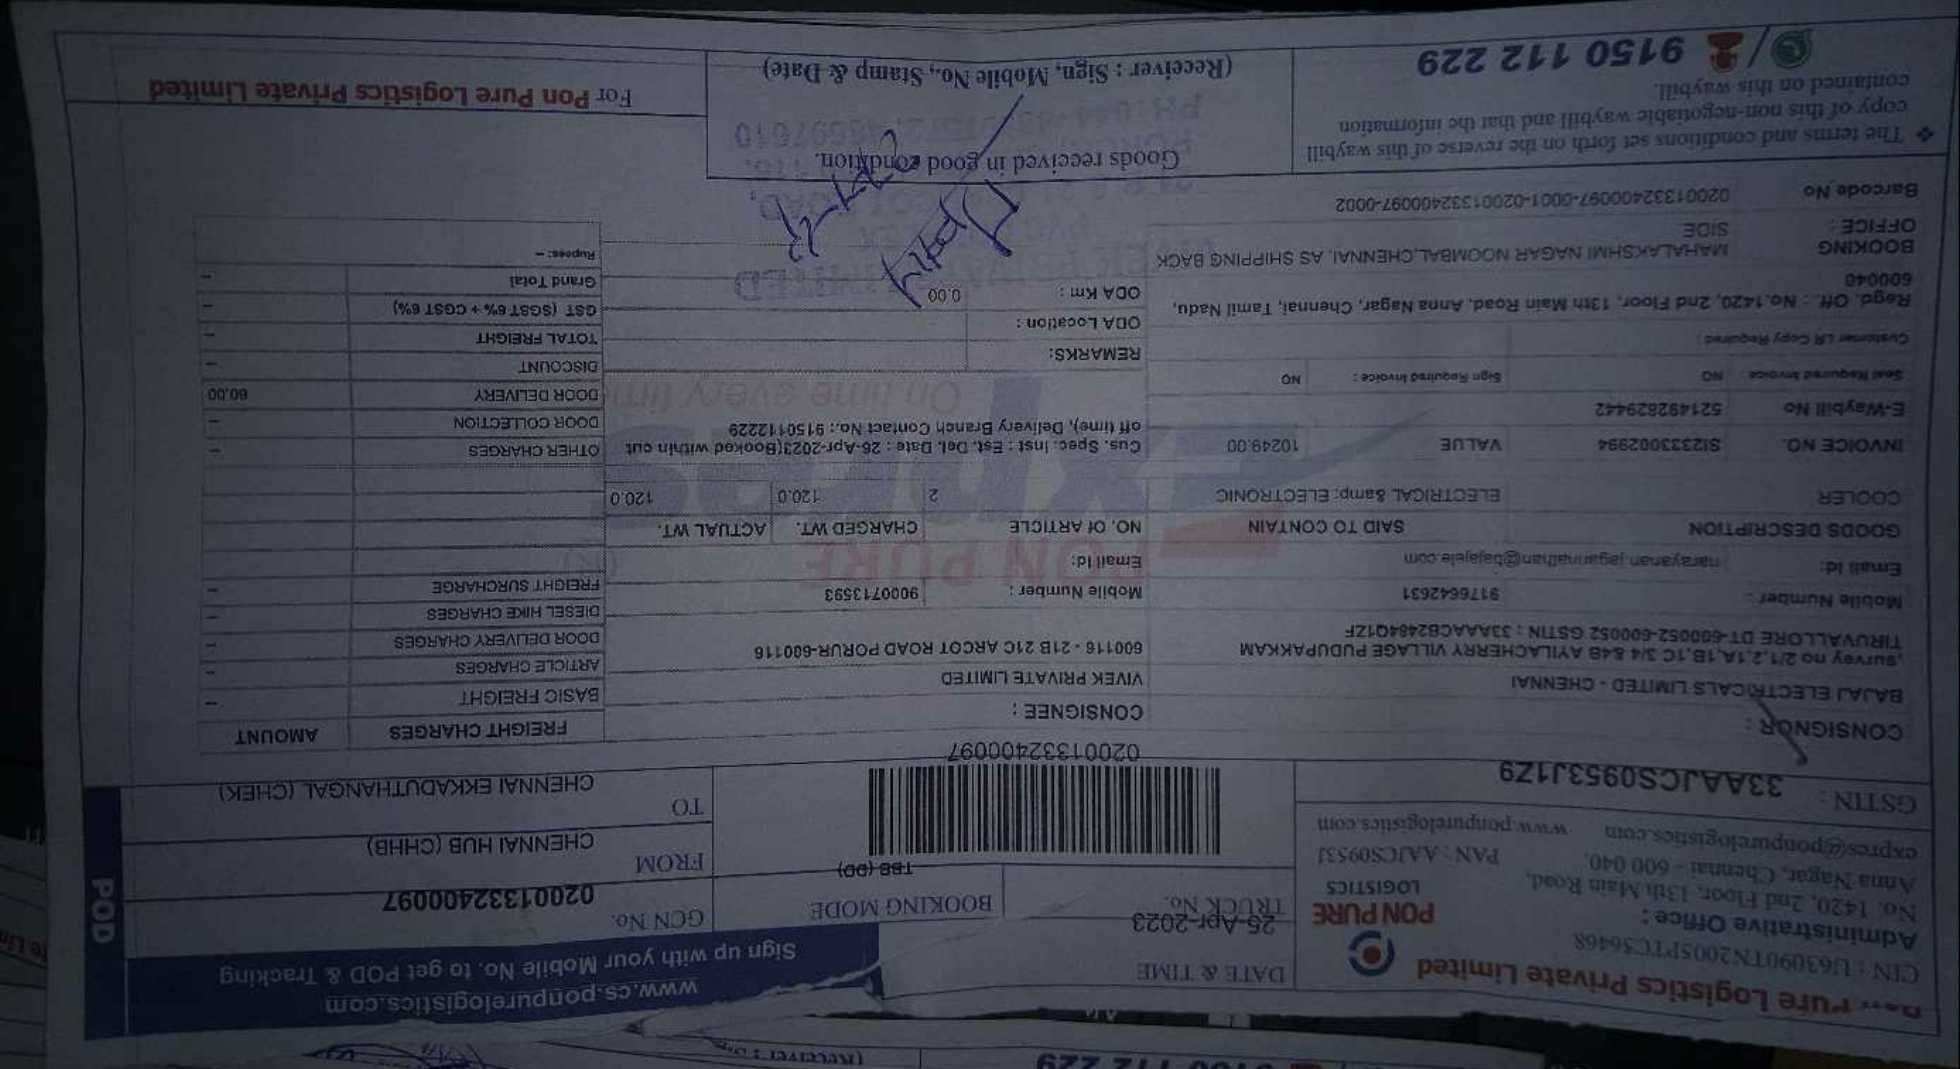 Pure Logistics Private Limited
CIN : U63090TN2005PTC56468
Administrative Office :
No. 1420, 2nd Floor, 13th Main Road,
Anna Nagar, Chennai - 600 040.
PAN : AAJCS0953J
expres@ponpurelogistics.com www.ponpurelogistics.com
PON PURE
LOGISTICS
GSTIN : 33AAJCS0953J1Z9
DATE & TIME
25-Apr-2023
TRUCK No.
BOOKING MODE
TBB (DD)
02001332400097
www.cs.ponpurelogistics.com
Sign up with your Mobile No. to get POD & Tracking
GCN No. 02001332400097
FROM CHENNAI HUB (CHHB)
TO CHENNAI EKKADUTHANGAL (CHEK)
POD
CONSIGNOR :
BAJAJ ELECTRICALS LIMITED - CHENNAI
,survey no 2/1,2,1A,1B,1C 3/4 &4B AYILACHERRY VILLAGE PUDUPAKKAM
TIRUVALLORE DT-600052-600052 GSTIN : 33AAACB2484Q1ZF
Mobile Number : 9176642631
Email Id: narayanan.jagannathan@bajajele.com
CONSIGNEE :
VIVEK PRIVATE LIMITED
600116 - 21B 21C ARCOT ROAD PORUR-600116
Mobile Number : 9000713593
Email Id:
GOODS DESCRIPTION SAID TO CONTAIN NO. Of ARTICLE CHARGED WT. ACTUAL WT.
COOLER ELECTRICAL &amp; ELECTRONIC 2 120.0 120.0
INVOICE NO. SI2333002994 VALUE 10249.00
E-Waybill No 521492829442
Cus. Spec. Inst : Est. Del. Date : 26-Apr-2023(Booked within cut
off time), Delivery Branch Contact No.: 9150112229
Seal Required Invoice : NO Sign Required Invoice : NO
Customer LR Copy Required :
REMARKS:
ODA Location :
ODA Km : 0.00
Regd. Off. : No.1420, 2nd Floor, 13th Main Road, Anna Nagar, Chennai, Tamil Nadu,
600040
BOOKING OFFICE : MAHALAKSHMI NAGAR NOOMBAL,CHENNAI, AS SHIPPING BACK
SIDE
Barcode No 02001332400097-0001-02001332400097-0002
FREIGHT CHARGES AMOUNT
BASIC FREIGHT –
ARTICLE CHARGES –
DOOR DELIVERY CHARGES –
DIESEL HIKE CHARGES –
FREIGHT SURCHARGE –
OTHER CHARGES –
DOOR COLLECTION –
DOOR DELIVERY 60.00
DISCOUNT –
TOTAL FREIGHT –
GST (SGST 6% + CGST 6%) –
Grand Total –
Rupees: –
PON PURE
expres
On time every time
The terms and conditions set forth on the reverse of this waybill
copy of this non-negotiable waybill and that the information
contained on this waybill.
9150 112 229
Goods received in good condition.
(Receiver : Sign, Mobile No., Stamp & Date)
For Pon Pure Logistics Private Limited